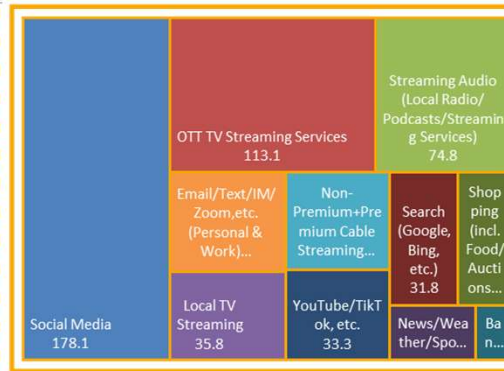 Social Media
178.1
OTT TV Streaming Services
113.1
Streaming Audio
(Local Radio/
Podcasts/Streamin
g Services)
74.8
Email/Text/IM/
Zoom,etc.
(Personal &
Work)...
Non-
Premium+Pre
mium Cable
Streaming...
Search
(Google,
Bing,
etc.)
31.8
Shop
ping
(incl.
Food/
Aucti
ons...
Local TV
Streaming
35.8
YouTube/TikT
ok, etc.
33.3
News/Wea
ther/Spo...
Ba
n...